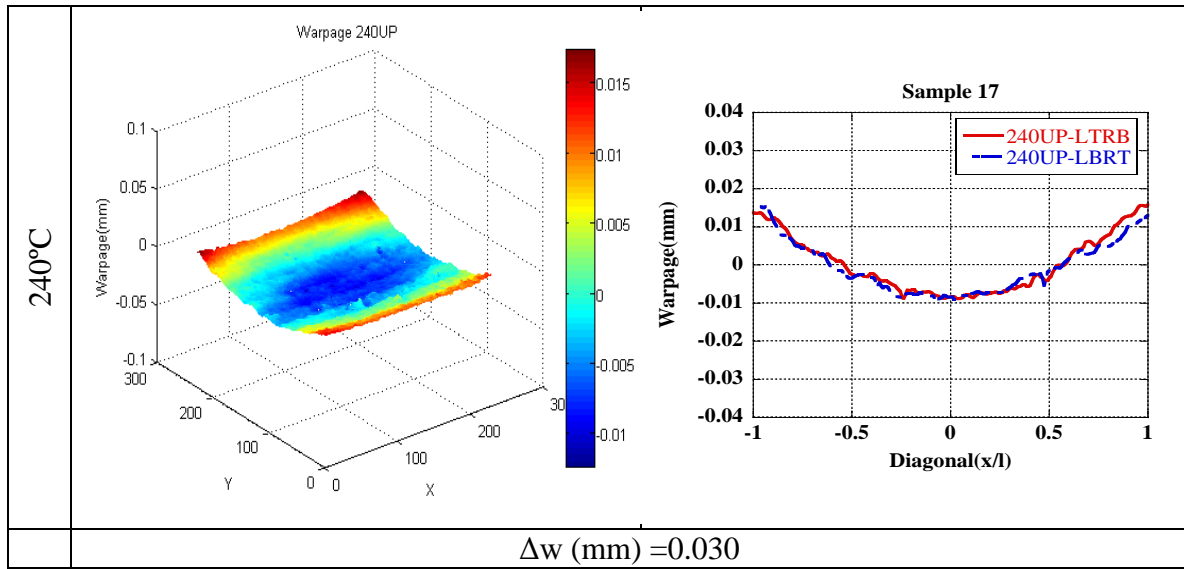 240ºC
Warpage 240UP
Warpage(mm)
0.1
0.05
0
-0.05
-0.1
300
200
100
0
Y
0
100
200
30
X
0.015
0.01
0.005
0
-0.005
-0.01
Sample 17
240UP-LTRB
240UP-LBRT
Warpage(mm)
0.04
0.03
0.02
0.01
0
-0.01
-0.02
-0.03
-0.04
-1 -0.5 0 0.5 1
Diagonal(x/l)
Δw (mm) =0.030